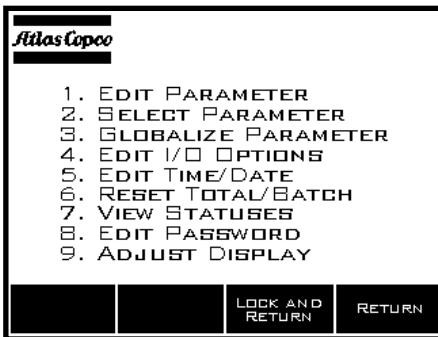 Atlas Copco
1. EDIT PARAMETER
2. SELECT PARAMETER
3. GLOBALIZE PARAMETER
4. EDIT I/O OPTIONS
5. EDIT TIME/DATE
6. RESET TOTAL/BATCH
7. VIEW STATUSES
8. EDIT PASSWORD
9. ADJUST DISPLAY
LOCK AND
RETURN
RETURN